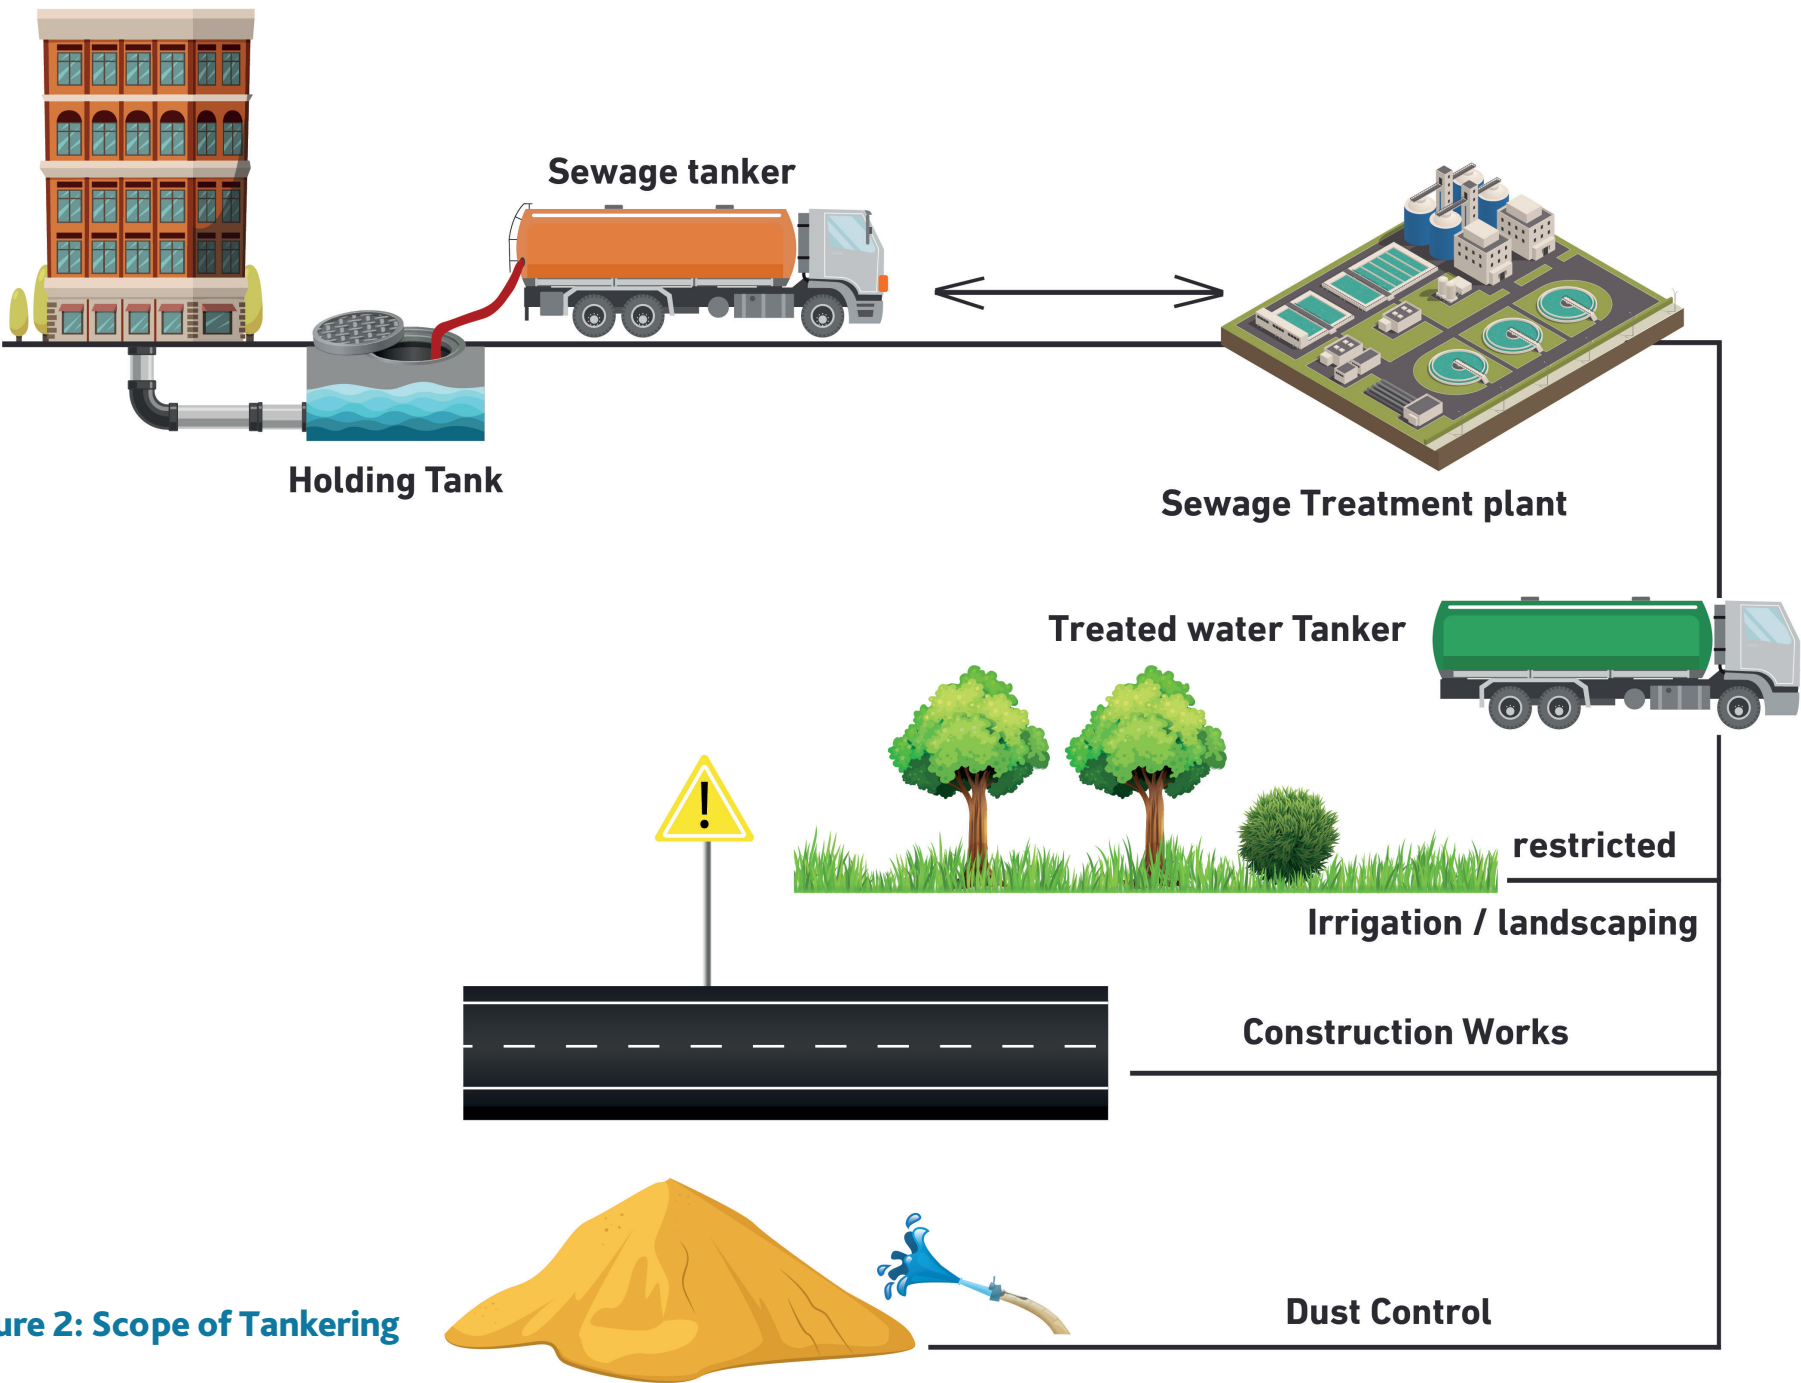 Sewage tanker
Holding Tank
Sewage Treatment plant
Treated water Tanker
!
restricted
Irrigation / landscaping
Construction Works
Dust Control
ure 2: Scope of Tankering